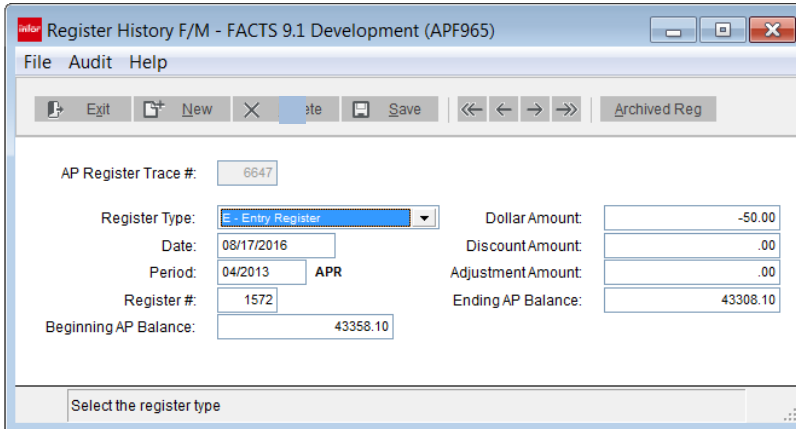 infor Register History F/M - FACTS 9.1 Development (APF965)
File Audit Help
Exit New ete Save Archived Reg
AP Register Trace #: 6647
Register Type: E - Entry Register Dollar Amount: -50.00
Date: 08/17/2016 Discount Amount: .00
Period: 04/2013 APR Adjustment Amount: .00
Register #: 1572 Ending AP Balance: 43308.10
Beginning AP Balance: 43358.10
Select the register type